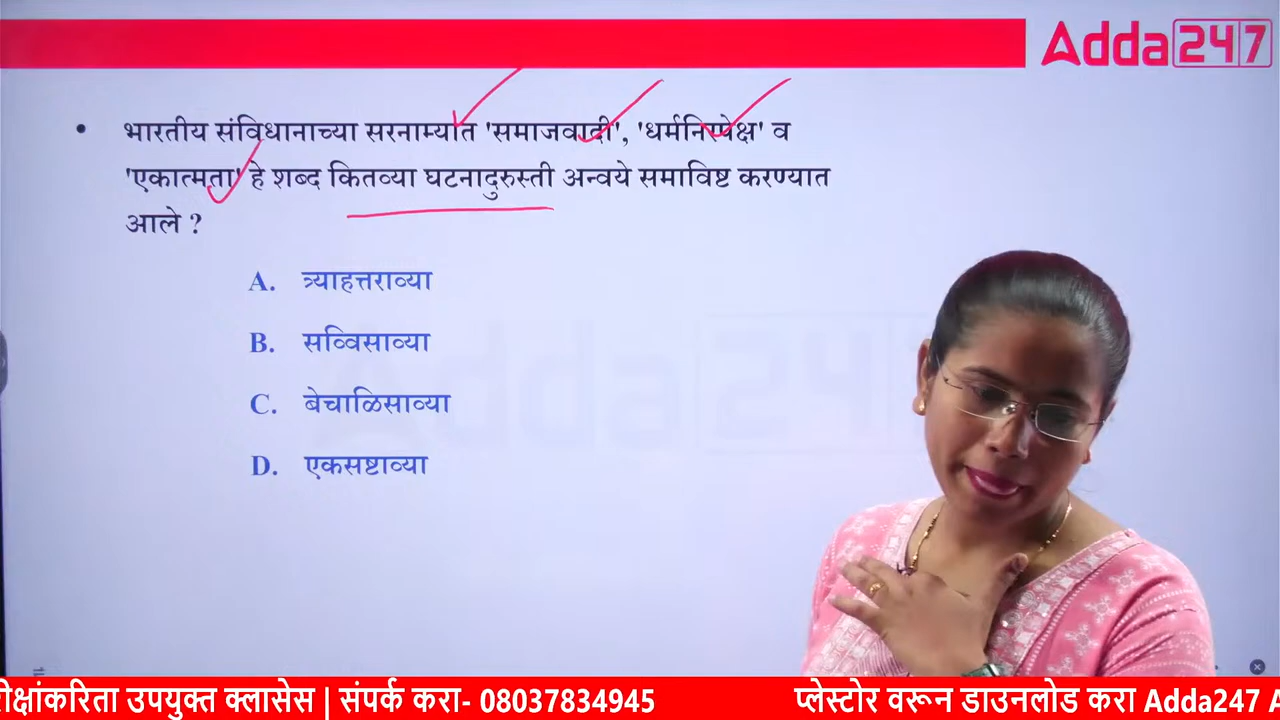 Adda247
• भारतीय संविधानाच्या सरनाम्यात 'समाजवादी', 'धर्मनिरपेक्ष' व
'एकात्मता' हे शब्द कितव्या घटनादुरुस्ती अन्वये समाविष्ट करण्यात
आले ?
A. त्र्याहत्तराव्या
B. सव्विसाव्या
C. बेचाळिसाव्या
D. एकसष्टाव्या
रीक्षांकरिता उपयुक्त क्लासेस | संपर्क करा- 08037834945 प्लेस्टोर वरून डाउनलोड करा Adda247